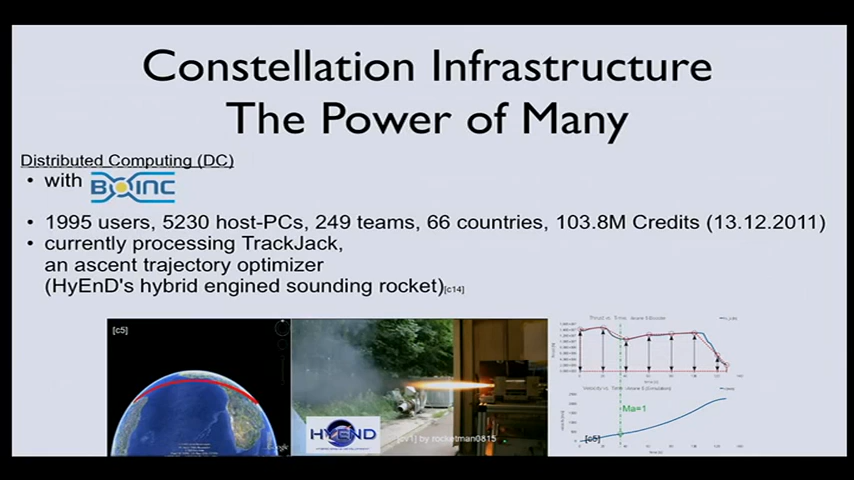 Constellation Infrastructure
The Power of Many
Distributed Computing (DC)
• with BOINC
• 1995 users, 5230 host-PCs, 249 teams, 66 countries, 103.8M Credits (13.12.2011)
• currently processing TrackJack,
an ascent trajectory optimizer
(HyEnD's hybrid engined sounding rocket)[c14]
[c5]
HYEND
by rocketman0815
Ma=1
[c5]